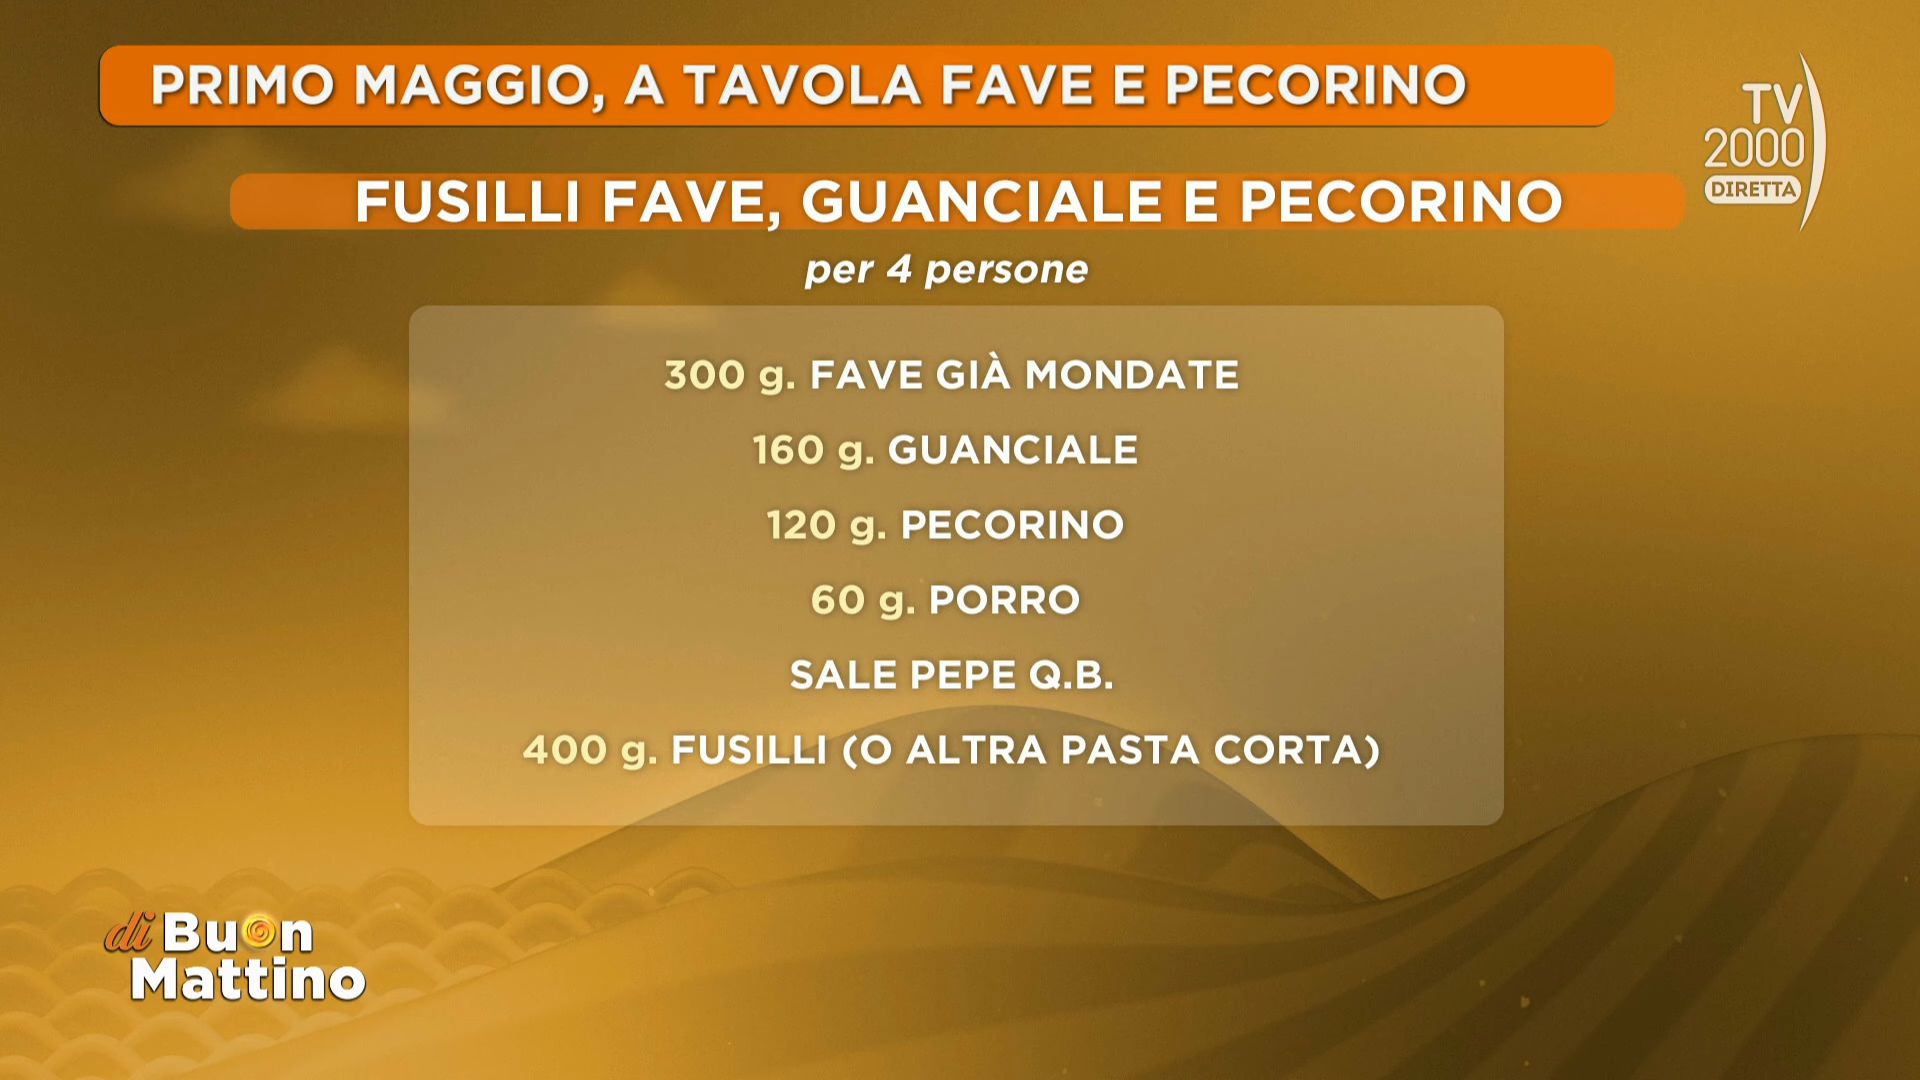 PRIMO MAGGIO, A TAVOLA FAVE E PECORINO
TV
2000
DIRETTA
FUSILLI FAVE, GUANCIALE E PECORINO
per 4 persone
300 g. FAVE GIÀ MONDATE
160 g. GUANCIALE
120 g. PECORINO
60 g. PORRO
SALE PEPE Q.B.
400 g. FUSILLI (O ALTRA PASTA CORTA)
di Buon
Mattino